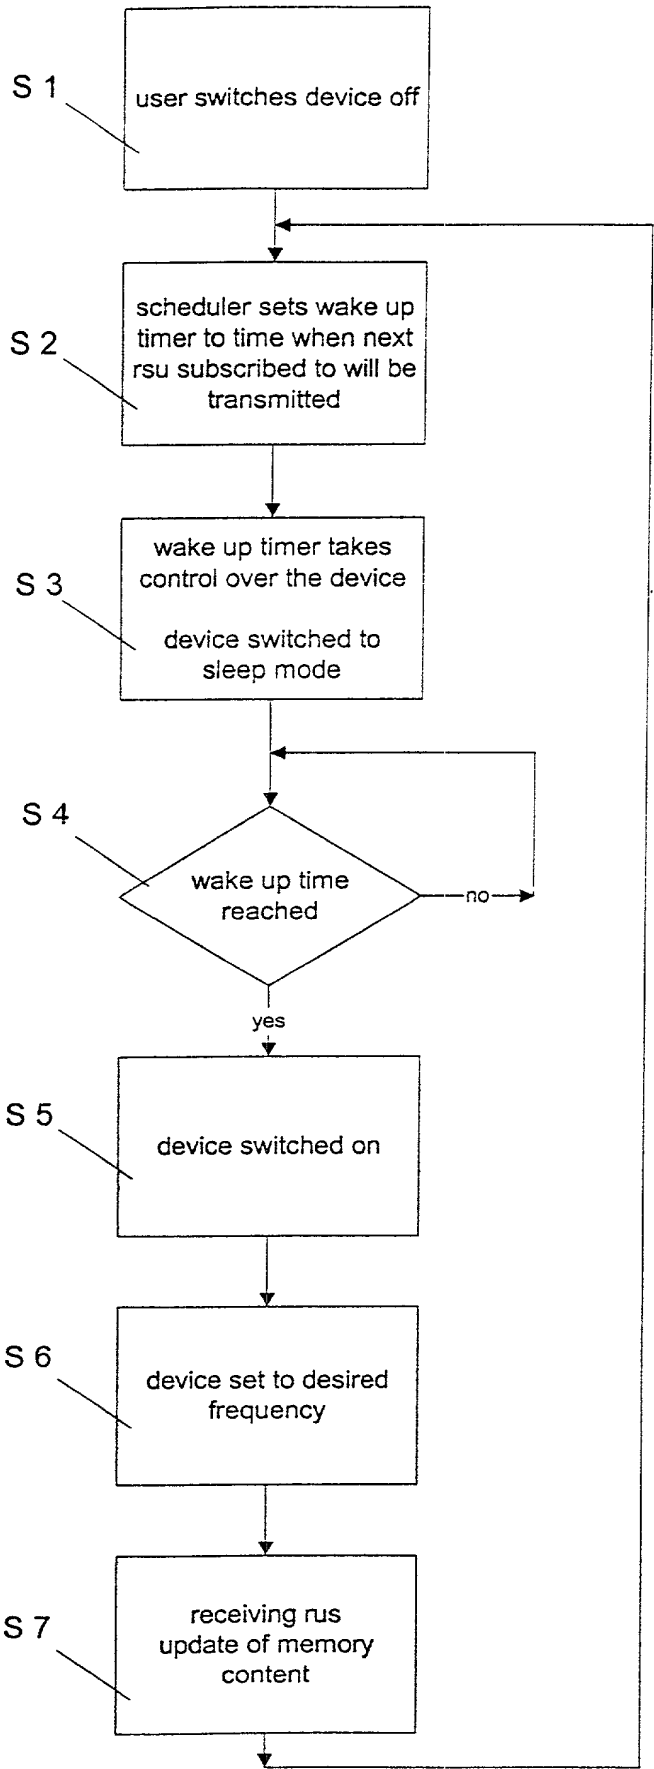 S 1
user switches device off
S 2
scheduler sets wake up
timer to time when next
rsu subscribed to will be
transmitted
S 3
wake up timer takes
control over the device
device switched to
sleep mode
S 4
wake up time
reached
no
yes
S 5
device switched on
S 6
device set to desired
frequency
S 7
receiving rus
update of memory
content